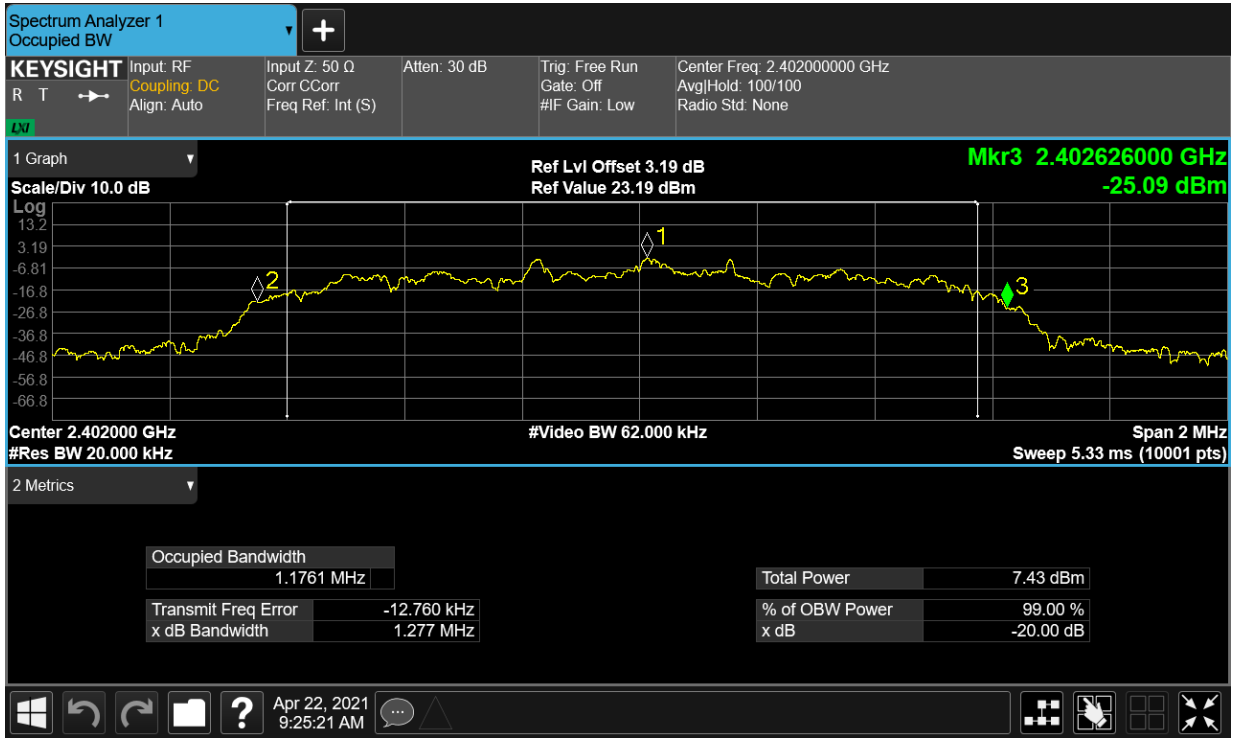 Spectrum Analyzer 1
Occupied BW
KEYSIGHT
R T
LXI
Input: RF
Coupling: DC
Align: Auto
Input Z: 50 Ω
Corr CCorr
Freq Ref: Int (S)
Atten: 30 dB
Trig: Free Run
Gate: Off
#IF Gain: Low
Center Freq: 2.402000000 GHz
Avg|Hold: 100/100
Radio Std: None
1 Graph
Scale/Div 10.0 dB
Ref Lvl Offset 3.19 dB
Ref Value 23.19 dBm
Mkr3 2.402626000 GHz
-25.09 dBm
Log
13.2
3.19
-6.81
-16.8
-26.8
-36.8
-46.8
-56.8
-66.8
1
2
3
Center 2.402000 GHz
#Video BW 62.000 kHz
Span 2 MHz
#Res BW 20.000 kHz
Sweep 5.33 ms (10001 pts)
2 Metrics
Occupied Bandwidth
1.1761 MHz
Transmit Freq Error -12.760 kHz
x dB Bandwidth 1.277 MHz
Total Power 7.43 dBm
% of OBW Power 99.00 %
x dB -20.00 dB
?
Apr 22, 2021
9:25:21 AM